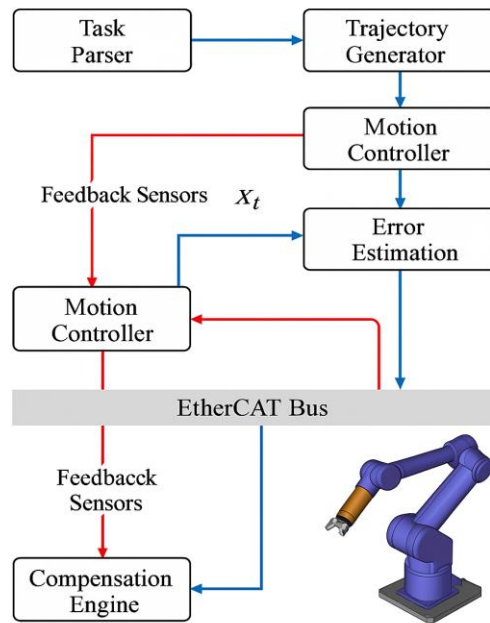 Task
Parser
Trajectory
Generator
Motion
Controller
Feedback Sensors
X_t
Error
Estimation
Motion
Controller
EtherCAT Bus
Feedbacck
Sensors
Compensation
Engine